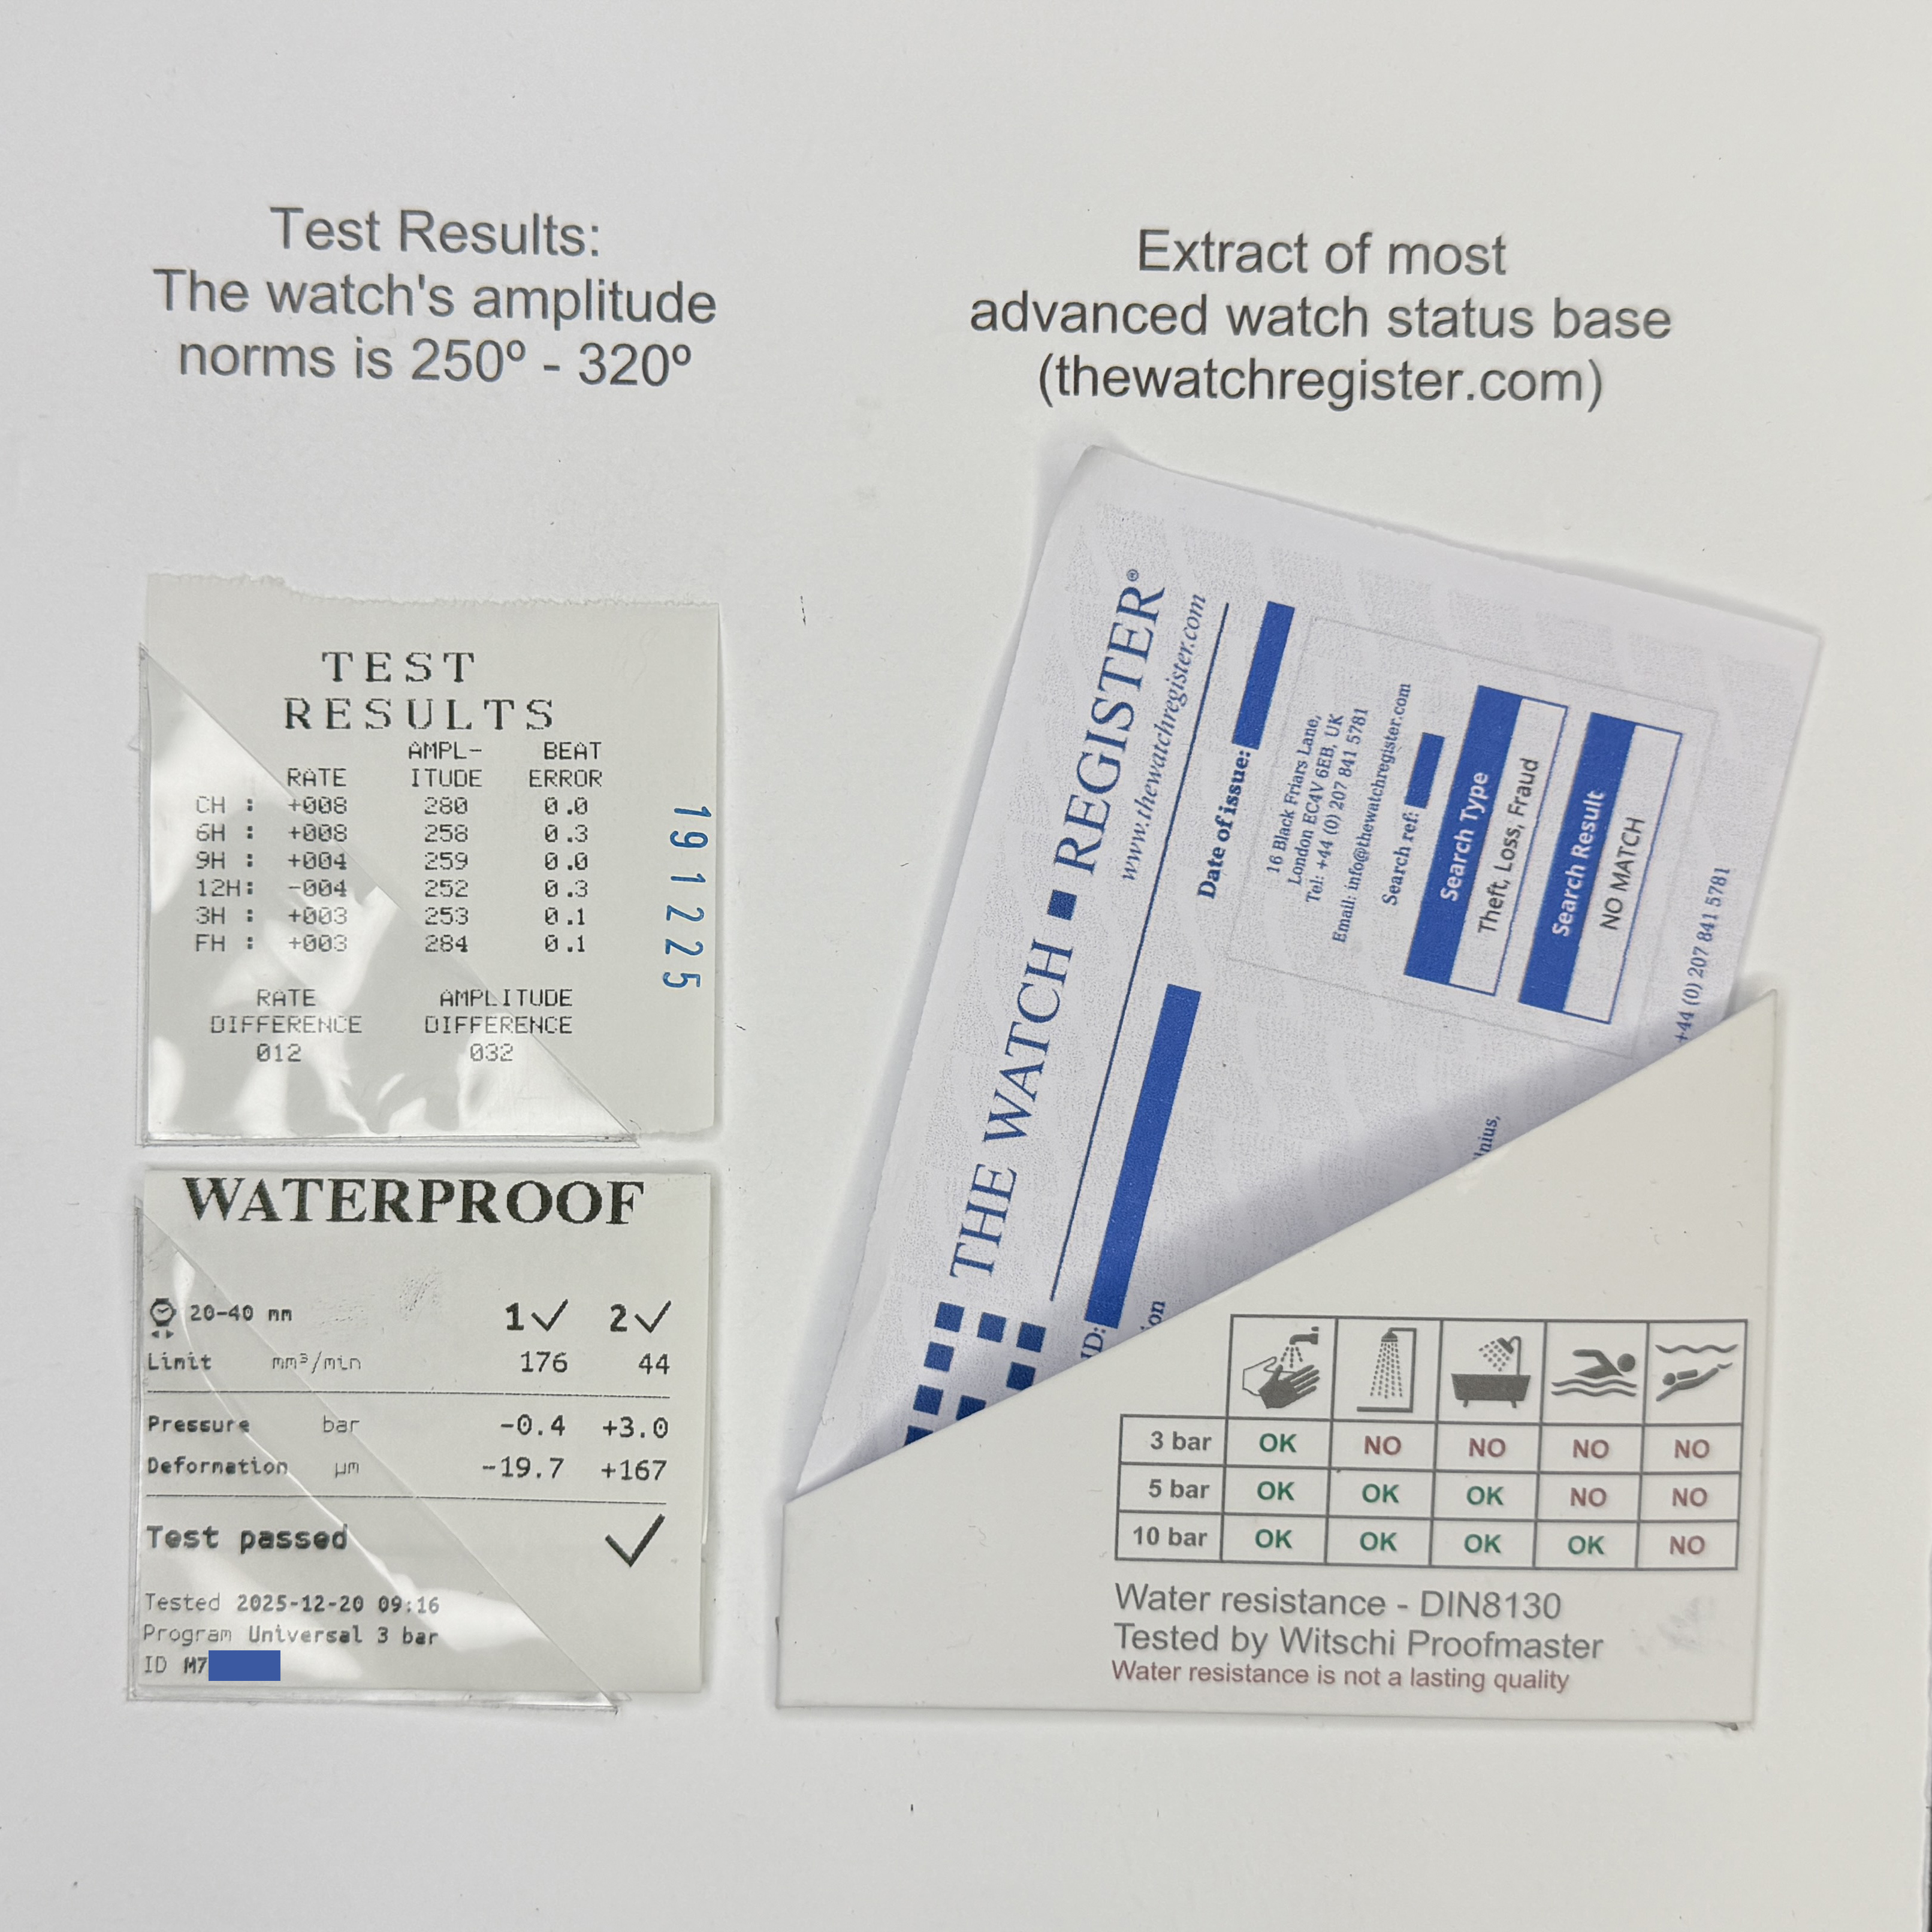 Test Results:
The watch's amplitude
norms is 250º - 320º
Extract of most
advanced watch status base
(thewatchregister.com)
TEST
RESULTS
AMPL- BEAT
RATE ITUDE ERROR
CH : +008 280 0.0
6H : +008 258 0.3
9H : +004 259 0.0
12H: -004 252 0.3
3H : +003 253 0.1
FH : +003 284 0.1
RATE AMPLITUDE
DIFFERENCE DIFFERENCE
012 032
191225
WATERPROOF
20-40 mm 1✓ 2✓
Limit mm³/min 176 44
Pressure bar -0.4 +3.0
Deformation µm -19.7 +167
Test passed ✓
Tested 2025-12-20 09:16
Program Universal 3 bar
ID M7
THE WATCH ■ REGISTER®
www.thewatchregister.com
Date of issue:
16 Black Friars Lane,
London EC4V 6EB, UK
Tel: +44 (0) 207 841 5781
Email: info@thewatchregister.com
Search ref:
Search Type
Theft, Loss, Fraud
Search Result
NO MATCH
+44 (0) 207 841 5781
ID:
3 bar OK NO NO NO NO
5 bar OK OK OK NO NO
10 bar OK OK OK OK NO
Water resistance - DIN8130
Tested by Witschi Proofmaster
Water resistance is not a lasting quality